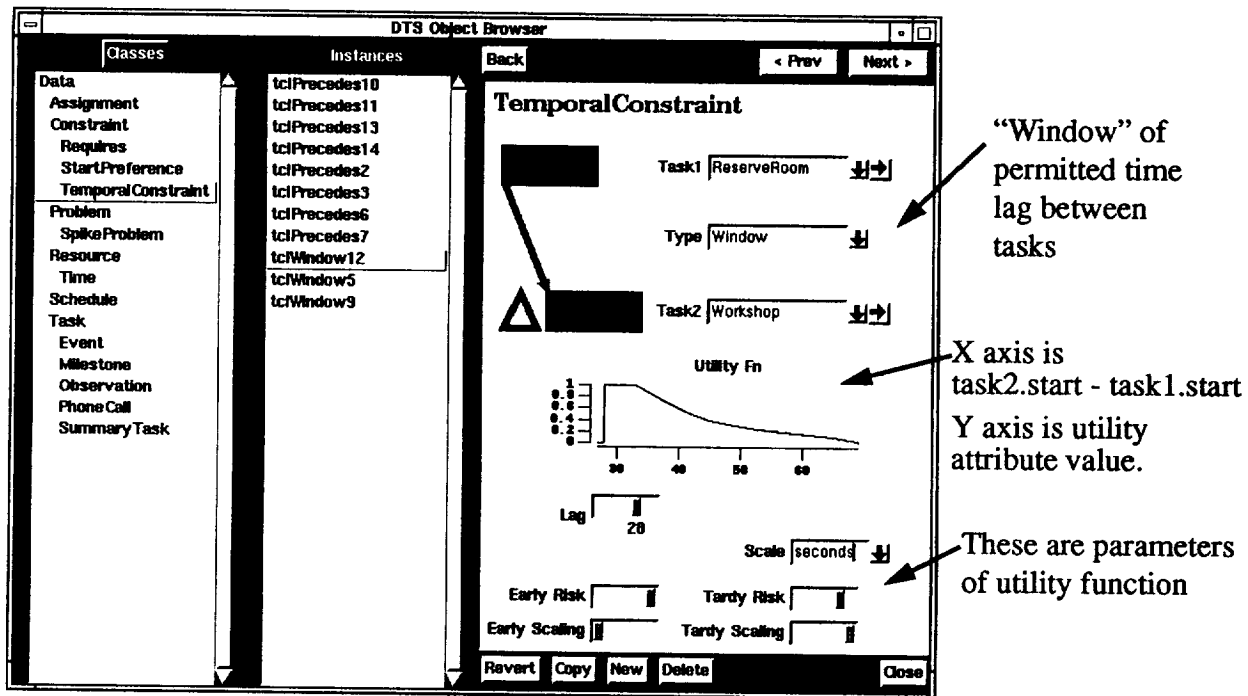 DTS Object Browser
Classes
Instances
Back
< Prev
Next >
Data
Assignment
Constraint
Requires
StartPreference
TemporalConstraint
Problem
SpikeProblem
Resource
Time
Schedule
Task
Event
Milestone
Observation
PhoneCall
SummaryTask
tclPrecedes10
tclPrecedes11
tclPrecedes13
tclPrecedes14
tclPrecedes2
tclPrecedes3
tclPrecedes6
tclPrecedes7
tclWindow12
tclWindow5
tclWindow9
TemporalConstraint
Task1 ReserveRoom
Type Window
Task2 Workshop
Utility Fn
1
0.8
0.6
0.4
0.2
0
30 40 50 60
Lag
28
Scale seconds
Early Risk
Tardy Risk
Early Scaling
Tardy Scaling
Revert
Copy
New
Delete
Close
“Window” of
permitted time
lag between
tasks
X axis is
task2.start - task1.start
Y axis is utility
attribute value.
These are parameters
of utility function